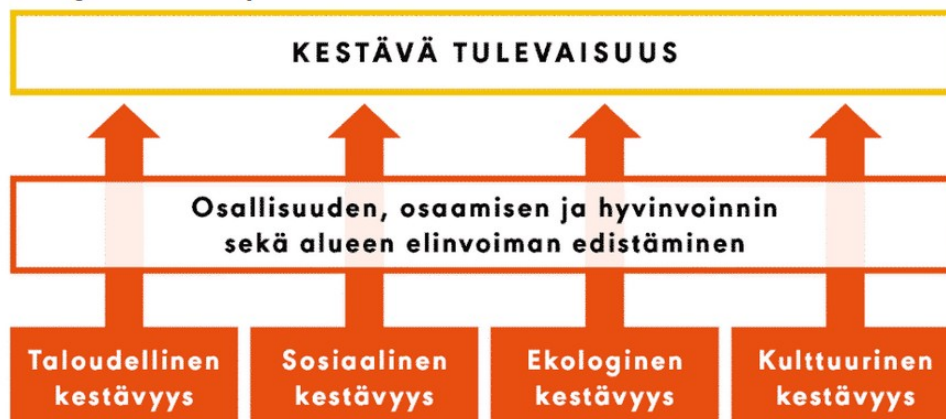 KESTÄVÄ TULEVAISUUS
Osallisuuden, osaamisen ja hyvinvoinnin
sekä alueen elinvoiman edistäminen
Taloudellinen
kestävyys
Sosiaalinen
kestävyys
Ekologinen
kestävyys
Kulttuurinen
kestävyys